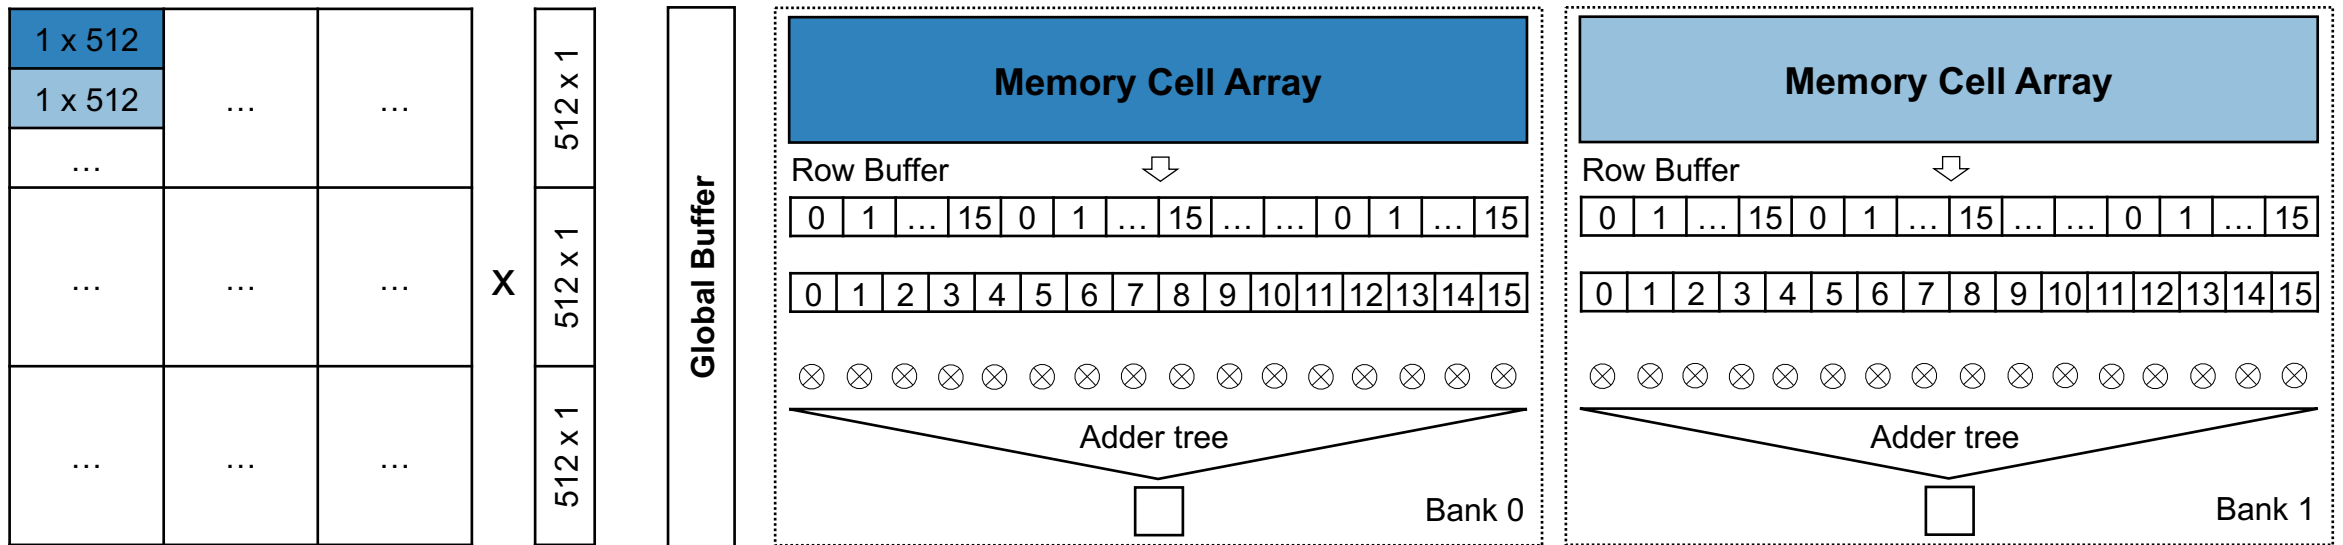 1 x 512
1 x 512
...
... ...
... ... ...
... ... ...
x
512 x 1
512 x 1
512 x 1
Global Buffer
Memory Cell Array
Row Buffer
0 1 ... 15 0 1 ... 15 ... ... 0 1 ... 15
0 1 2 3 4 5 6 7 8 9 10 11 12 13 14 15
Adder tree
Bank 0
Memory Cell Array
Row Buffer
0 1 ... 15 0 1 ... 15 ... ... 0 1 ... 15
0 1 2 3 4 5 6 7 8 9 10 11 12 13 14 15
Adder tree
Bank 1